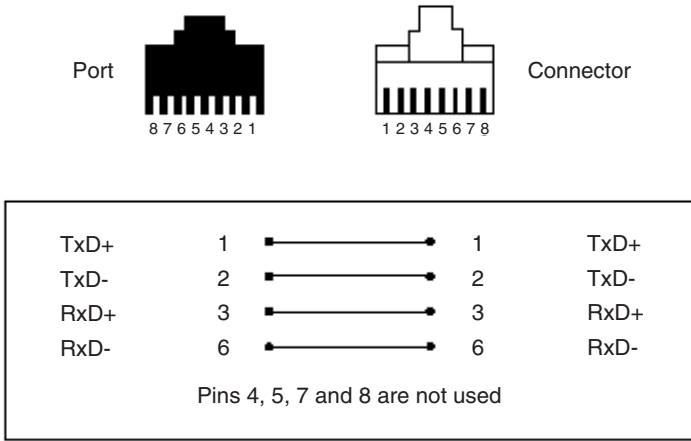 Port Connector
8 7 6 5 4 3 2 1 1 2 3 4 5 6 7 8
TxD+ 1 1 TxD+
TxD- 2 2 TxD-
RxD+ 3 3 RxD+
RxD- 6 6 RxD-
Pins 4, 5, 7 and 8 are not used